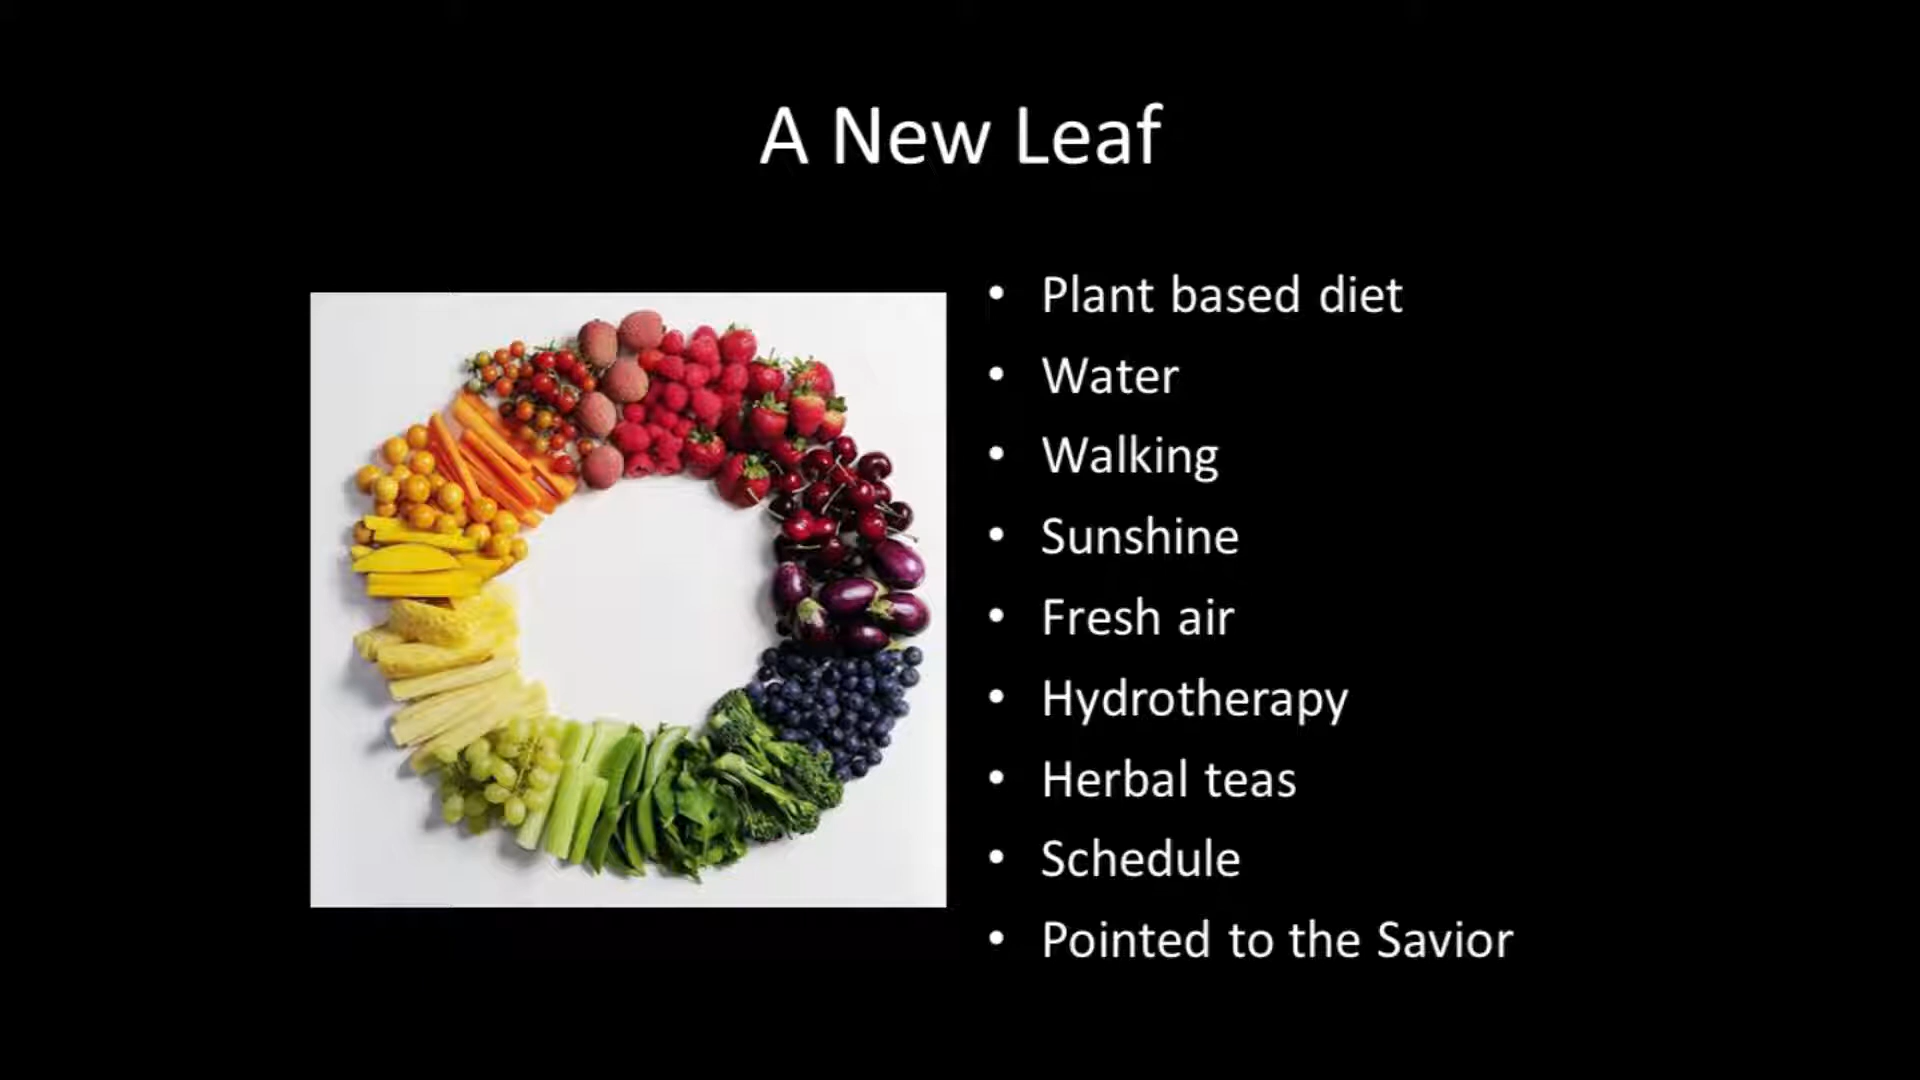 A New Leaf
• Plant based diet
• Water
• Walking
• Sunshine
• Fresh air
• Hydrotherapy
• Herbal teas
• Schedule
• Pointed to the Savior